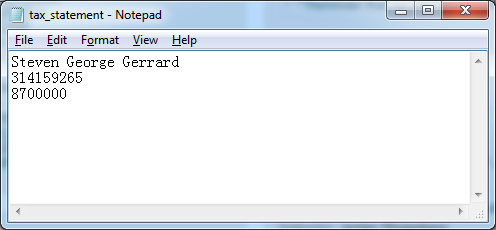 tax_statement - Notepad
File Edit Format View Help
Steven George Gerrard
314159265
8700000